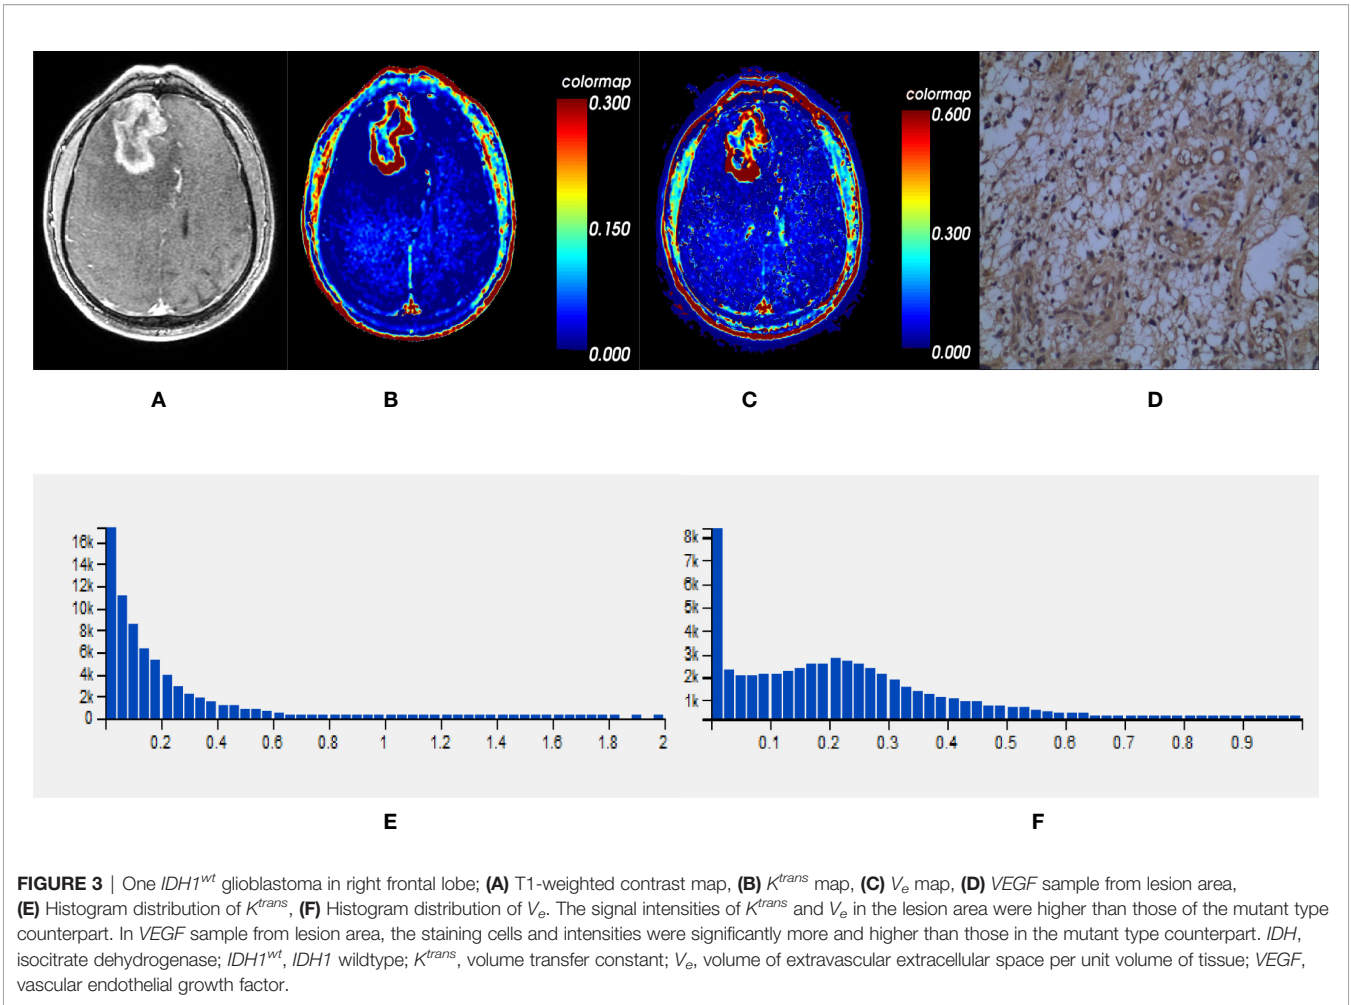 colormap
0.300
0.150
0.000
colormap
0.600
0.300
0.000
A
B
C
D
16k
14k
12k
10k
8k
6k
4k
2k
0
0.2 0.4 0.6 0.8 1 1.2 1.4 1.6 1.8 2
8k
7k
6k
5k
4k
3k
2k
1k
0.1 0.2 0.3 0.4 0.5 0.6 0.7 0.8 0.9
E
F
FIGURE 3 | One IDH1wt glioblastoma in right frontal lobe; (A) T1-weighted contrast map, (B) Ktrans map, (C) Ve map, (D) VEGF sample from lesion area,
(E) Histogram distribution of Ktrans, (F) Histogram distribution of Ve. The signal intensities of Ktrans and Ve in the lesion area were higher than those of the mutant type
counterpart. In VEGF sample from lesion area, the staining cells and intensities were significantly more and higher than those in the mutant type counterpart. IDH,
isocitrate dehydrogenase; IDH1wt, IDH1 wildtype; Ktrans, volume transfer constant; Ve, volume of extravascular extracellular space per unit volume of tissue; VEGF,
vascular endothelial growth factor.